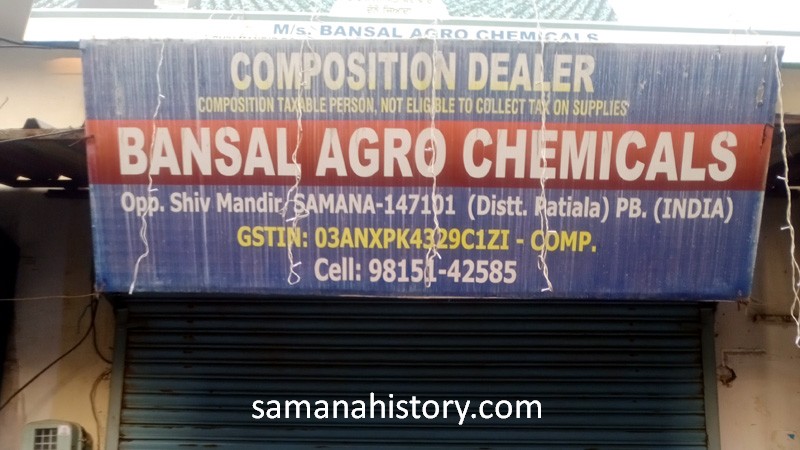 M/s. BANSAL AGRO CHEMICALS
COMPOSITION DEALER
COMPOSITION TAXABLE PERSON, NOT ELIGIBLE TO COLLECT TAX ON SUPPLIES
BANSAL AGRO CHEMICALS
Opp. Shiv Mandir, SAMANA-147101 (Distt. Patiala) PB. (INDIA)
GSTIN: 03ANXPK4329C1ZI - COMP.
Cell: 98151-42585
samanahistory.com